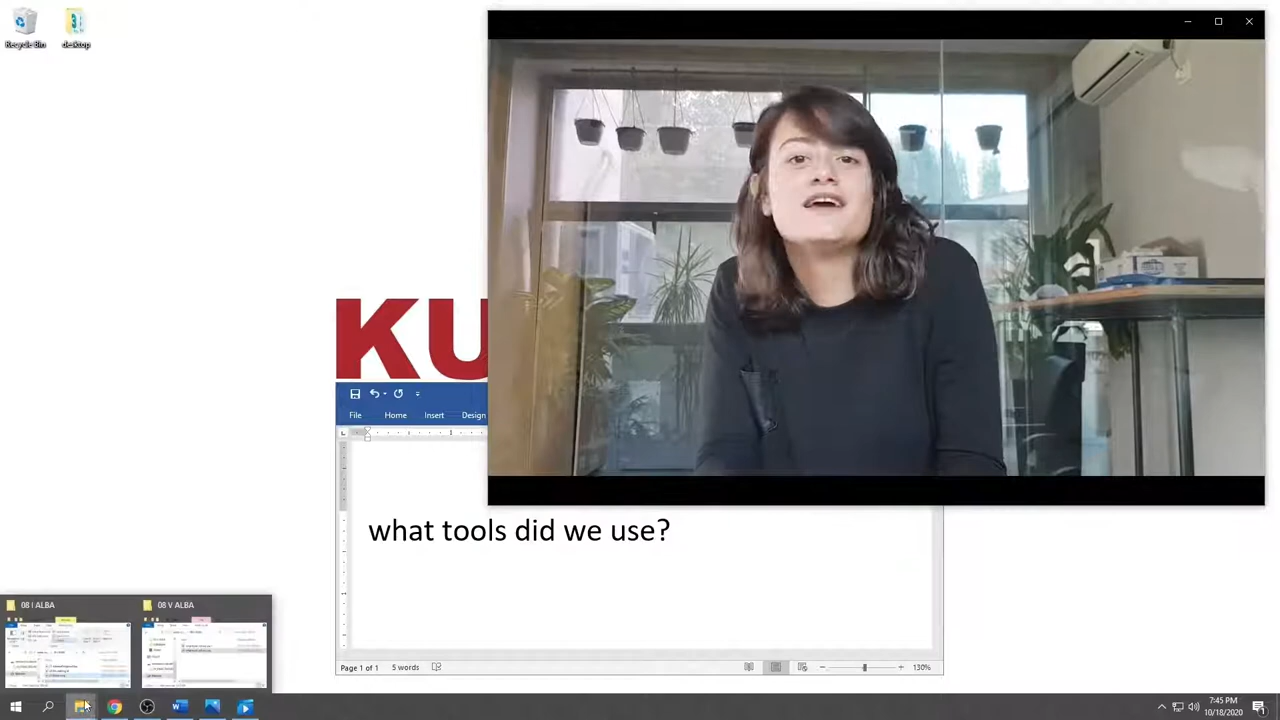 Recycle Bin
desktop
KU
File Home Insert Design
1
what tools did we use?
Page 1 of 1 5 words 130%
08 I ALBA
08 V ALBA
7:45 PM
10/18/2020